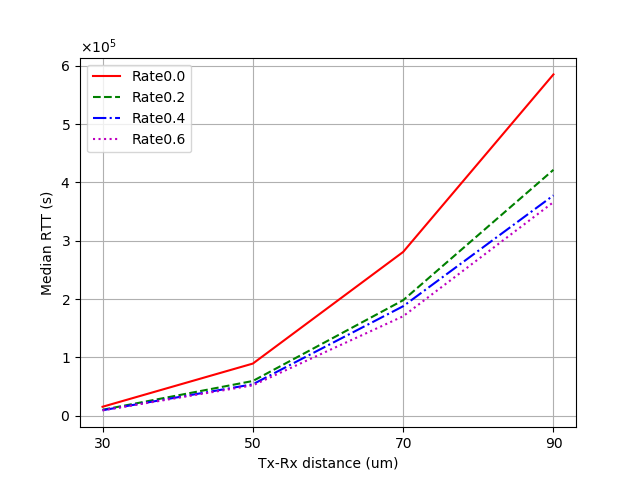 ×10⁵
Rate0.0
Rate0.2
Rate0.4
Rate0.6
6
5
4
3
2
1
0
Median RTT (s)
30 50 70 90
Tx-Rx distance (um)